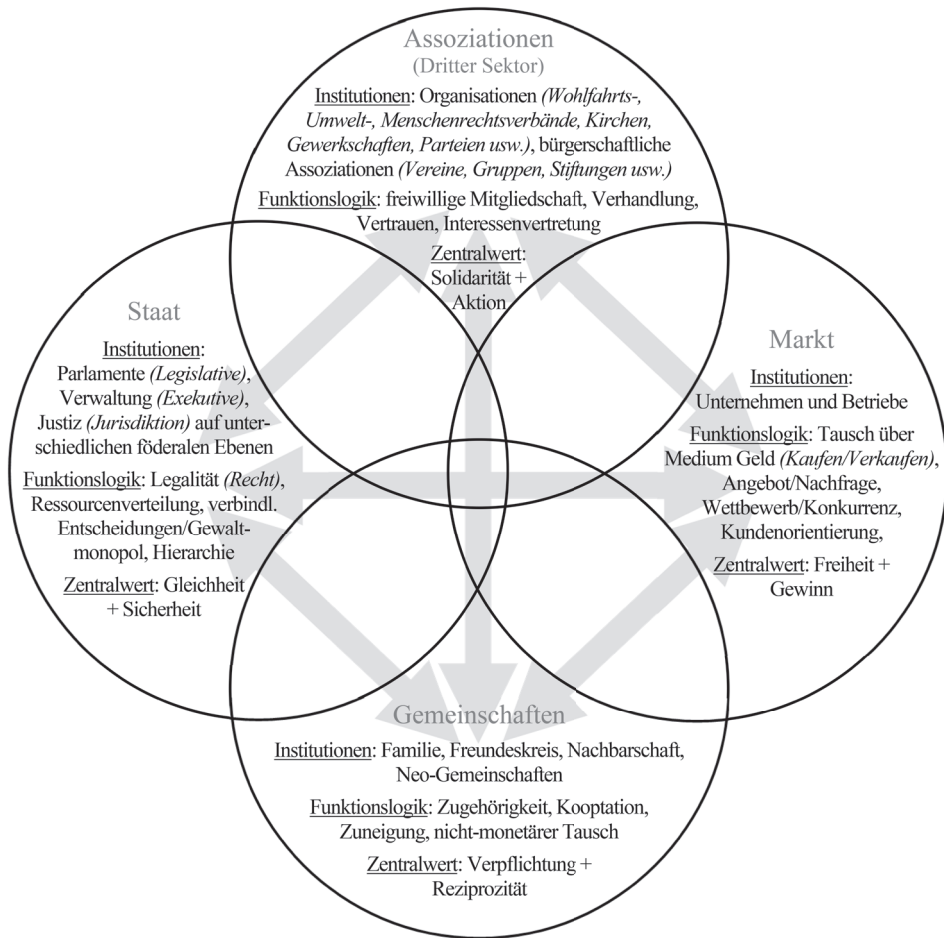 Assoziationen
(Dritter Sektor)
Institutionen: Organisationen (Wohlfahrts-,
Umwelt-, Menschenrechtsverbände, Kirchen,
Gewerkschaften, Parteien usw.), bürgerschaftliche
Assoziationen (Vereine, Gruppen, Stiftungen usw.)
Funktionslogik: freiwillige Mitgliedschaft, Verhandlung,
Vertrauen, Interessenvertretung
Zentralwert:
Solidarität +
Aktion
Staat
Institutionen:
Parlamente (Legislative),
Verwaltung (Exekutive),
Justiz (Jurisdiktion) auf unter-
schiedlichen föderalen Ebenen
Funktionslogik: Legalität (Recht),
Ressourcenverteilung, verbindl.
Entscheidungen/Gewalt-
monopol, Hierarchie
Zentralwert: Gleichheit
+ Sicherheit
Markt
Institutionen:
Unternehmen und Betriebe
Funktionslogik: Tausch über
Medium Geld (Kaufen/Verkaufen),
Angebot/Nachfrage,
Wettbewerb/Konkurrenz,
Kundenorientierung,
Zentralwert: Freiheit +
Gewinn
Gemeinschaften
Institutionen: Familie, Freundeskreis, Nachbarschaft,
Neo-Gemeinschaften
Funktionslogik: Zugehörigkeit, Kooptation,
Zuneigung, nicht-monetärer Tausch
Zentralwert: Verpflichtung +
Reziprozität